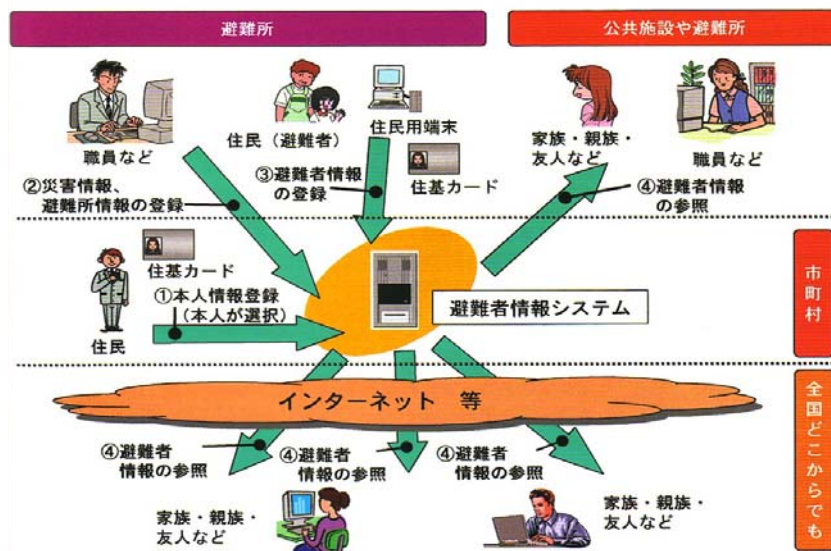 避難所
公共施設や避難所
職員など
住民（避難者）
住民用端末
住基カード
家族・親族・
友人など
職員など
②災害情報、
避難所情報の登録
③避難者情報
の登録
④避難者情報
の参照
住基カード
①本人情報登録
（本人が選択）
住民
避難者情報システム
市町村
インターネット 等
④避難者
情報の参照
④避難者
情報の参照
④避難者
情報の参照
家族・親族・
友人など
家族・親族・
友人など
全国どこからでも